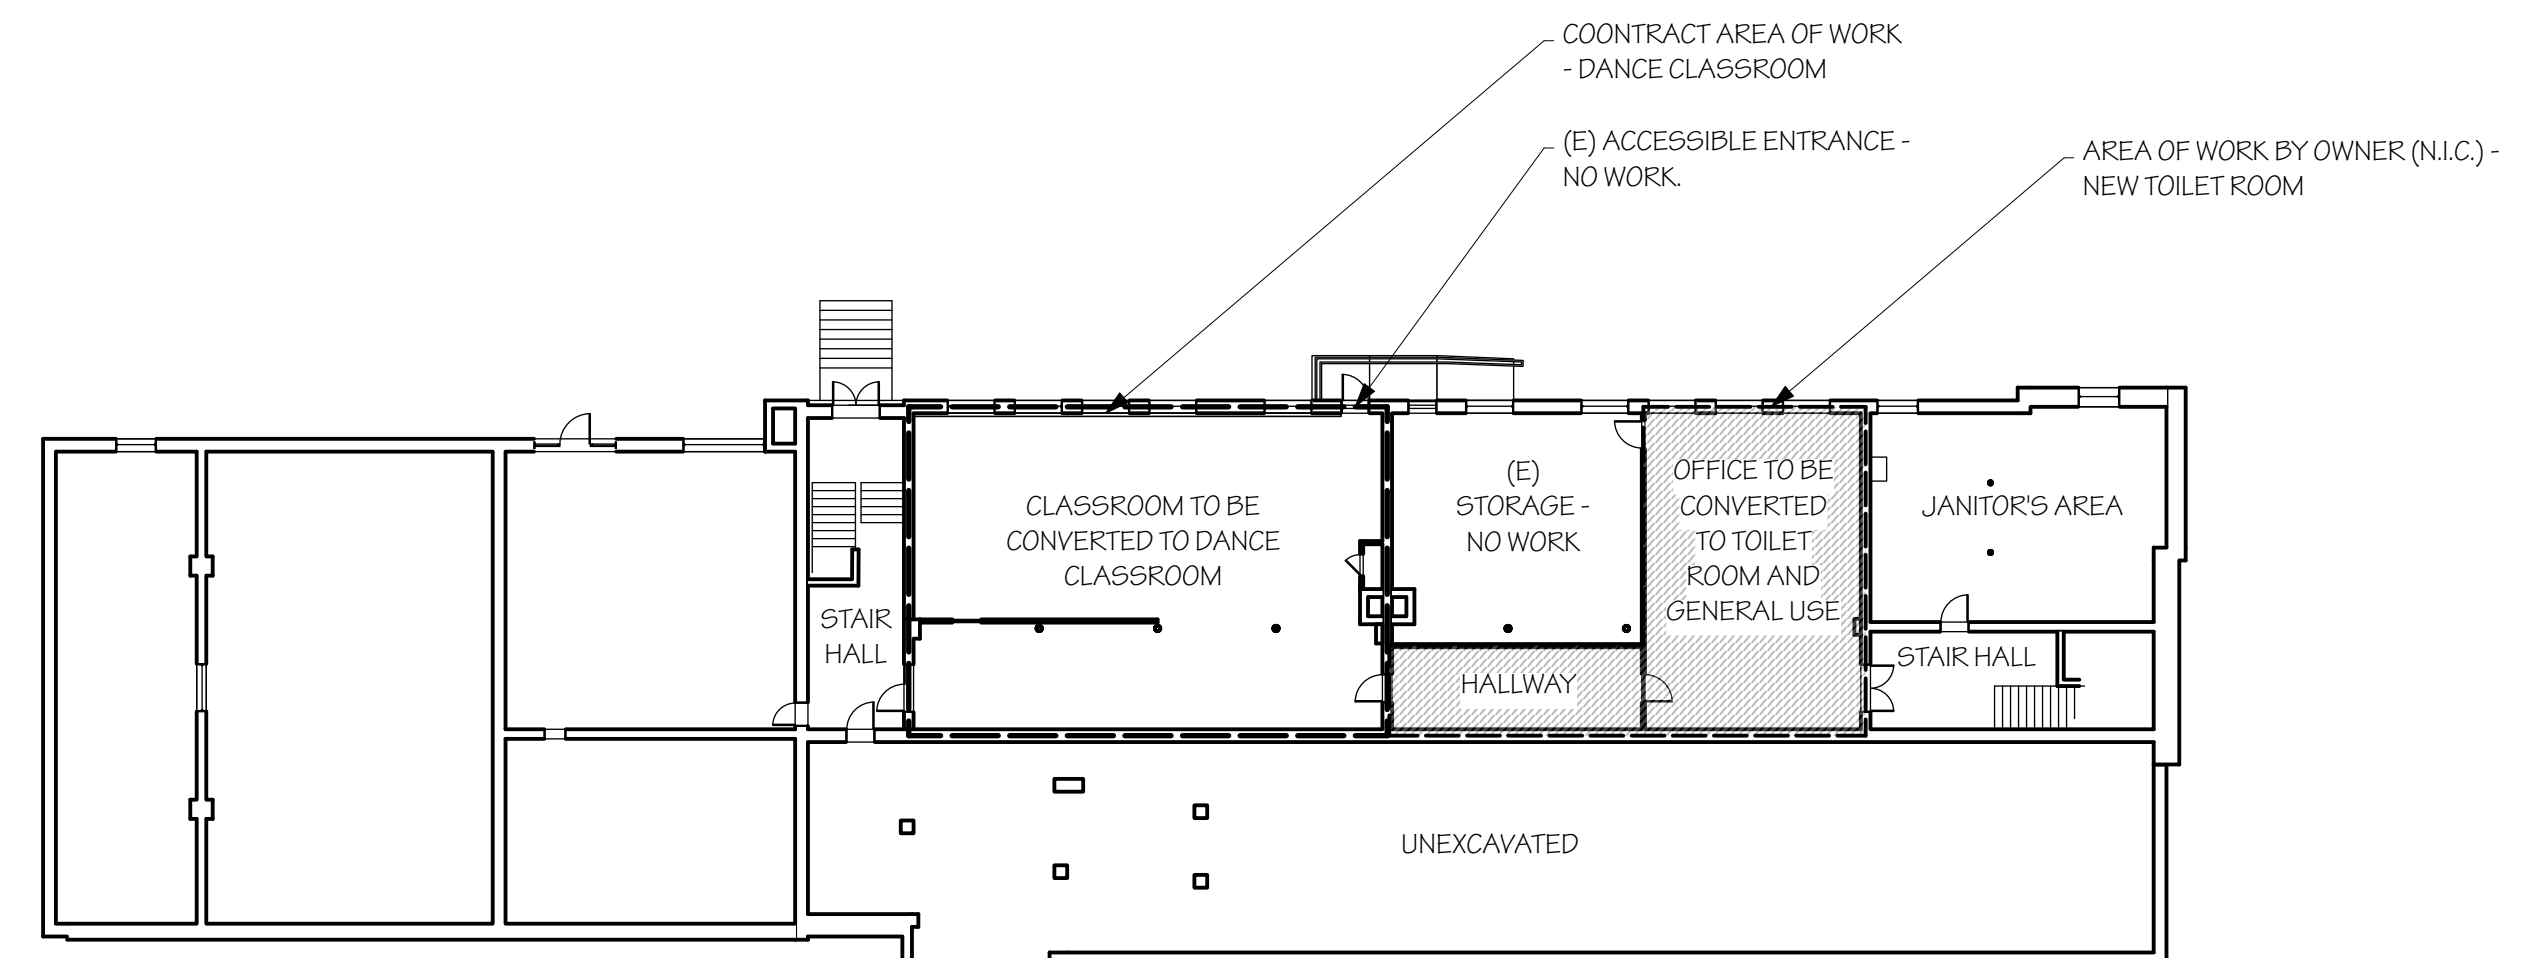 COONTRACT AREA OF WORK
- DANCE CLASSROOM
(E) ACCESSIBLE ENTRANCE -
NO WORK.
AREA OF WORK BY OWNER (N.I.C.) -
NEW TOILET ROOM
CLASSROOM TO BE
CONVERTED TO DANCE
CLASSROOM
(E)
STORAGE -
NO WORK
OFFICE TO BE
CONVERTED
TO TOILET
ROOM AND
GENERAL USE
JANITOR'S AREA
STAIR
HALL
HALLWAY
STAIR HALL
UNEXCAVATED